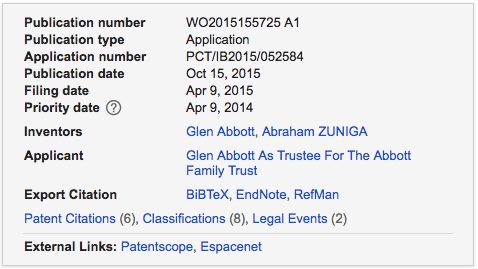 Publication number WO2015155725 A1
Publication type Application
Application number PCT/IB2015/052584
Publication date Oct 15, 2015
Filing date Apr 9, 2015
Priority date ? Apr 9, 2014
Inventors Glen Abbott, Abraham ZUNIGA
Applicant Glen Abbott As Trustee For The Abbott
Family Trust
Export Citation BiBTeX, EndNote, RefMan
Patent Citations (6), Classifications (8), Legal Events (2)
External Links: Patentscope, Espacenet